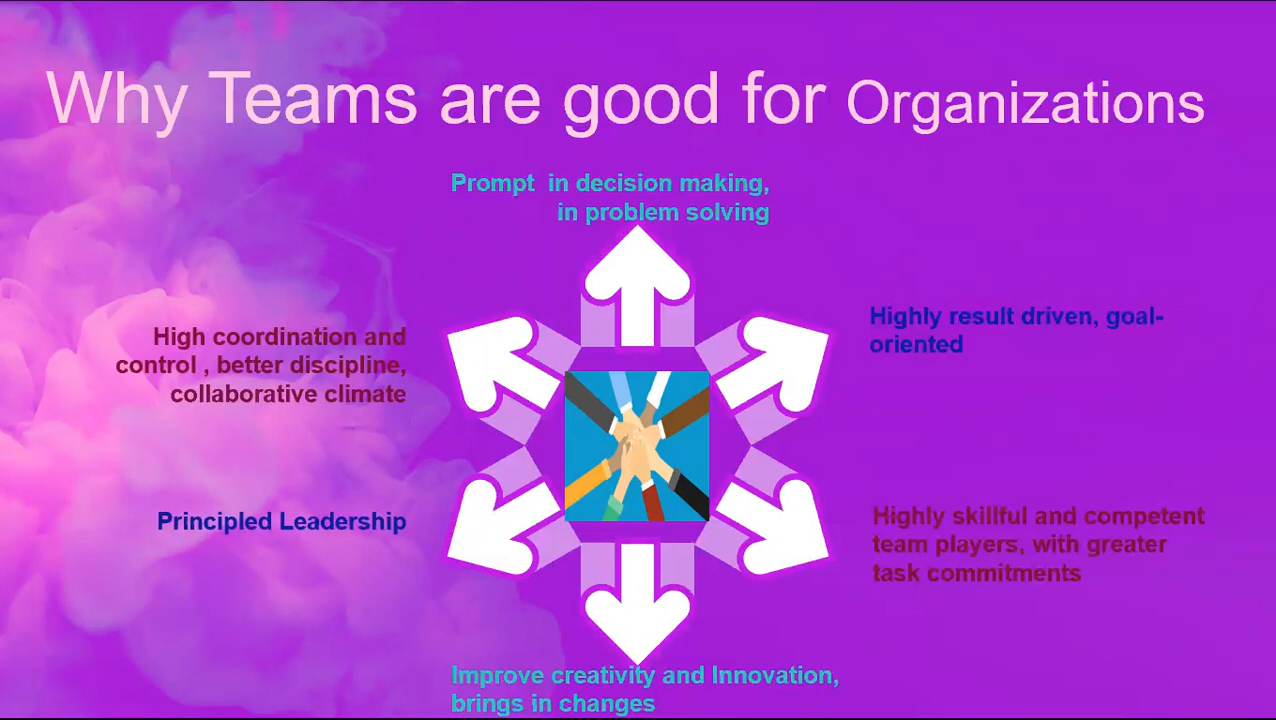 Why Teams are good for Organizations
Prompt  in decision making,
in problem solving
High coordination and
control , better discipline,
collaborative climate
Highly result driven, goal-
oriented
Principled Leadership
Highly skillful and competent
team players, with greater
task commitments
Improve creativity and Innovation,
brings in changes